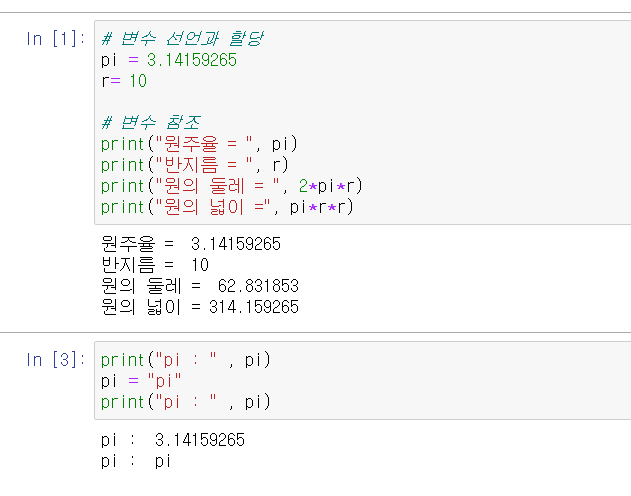 In [1]: # 변수 선언과 할당
pi = 3.14159265
r= 10
# 변수 참조
print("원주율 = ", pi)
print("반지름 = ", r)
print("원의 둘레 = ", 2*pi*r)
print("원의 넓이 =", pi*r*r)
원주율 =  3.14159265
반지름 =  10
원의 둘레 =  62.831853
원의 넓이 = 314.159265
In [3]: print("pi : " , pi)
pi = "pi"
print("pi : " , pi)
pi :  3.14159265
pi :  pi